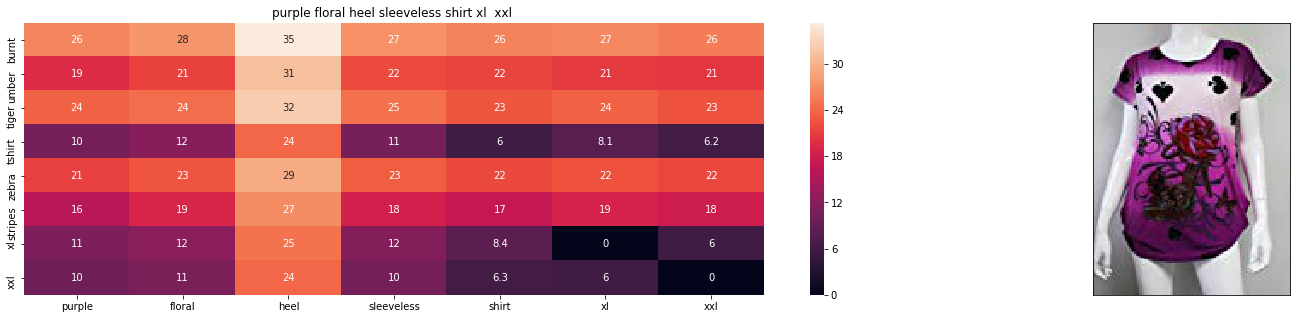 purple floral heel sleeveless shirt xl  xxl
burnt 26 28 35 27 26 27 26
umber 19 21 31 22 22 21 21
tiger 24 24 32 25 23 24 23
tshirt 10 12 24 11 6 8.1 6.2
zebra 21 23 29 23 22 22 22
stripes 16 19 27 18 17 19 18
xl 11 12 25 12 8.4 0 6
xxl 10 11 24 10 6.3 6 0
purple floral heel sleeveless shirt xl xxl
30
24
18
12
6
0